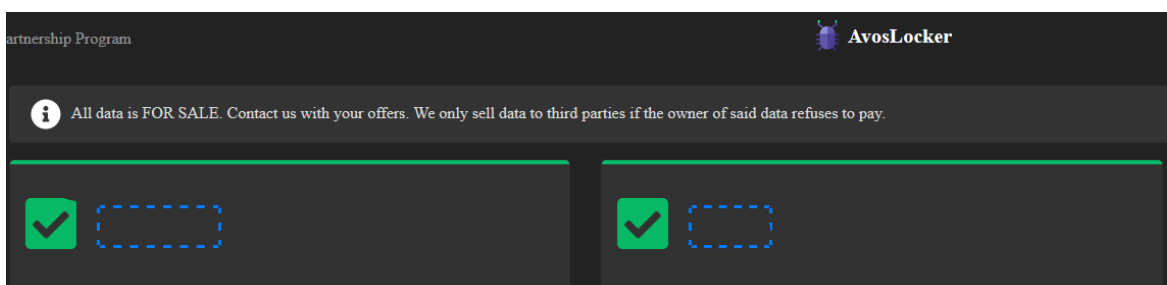 artnership Program
AvosLocker
All data is FOR SALE. Contact us with your offers. We only sell data to third parties if the owner of said data refuses to pay.